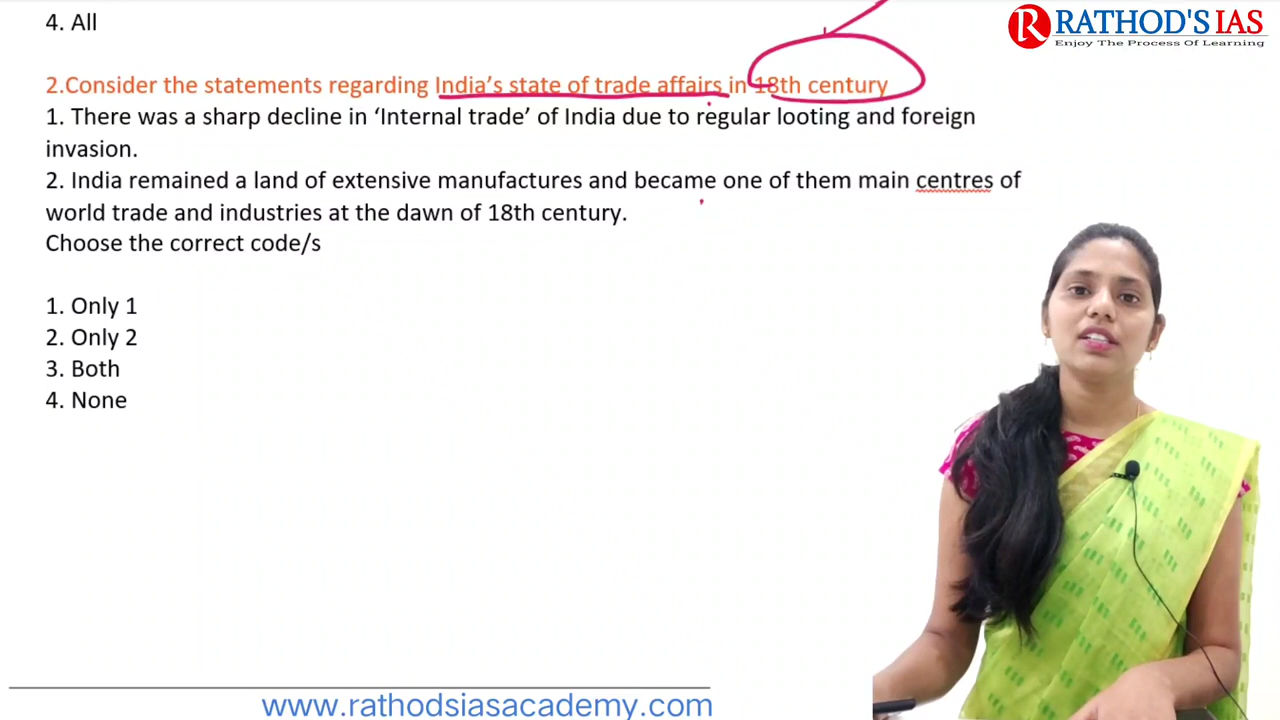 4. All
RATHOD'S IAS
Enjoy The Process Of Learning
2.Consider the statements regarding India's state of trade affairs in 18th century
1. There was a sharp decline in ‘Internal trade’ of India due to regular looting and foreign
invasion.
2. India remained a land of extensive manufactures and became one of them main centres of
world trade and industries at the dawn of 18th century.
Choose the correct code/s
1. Only 1
2. Only 2
3. Both
4. None
www.rathodsiasacademy.com